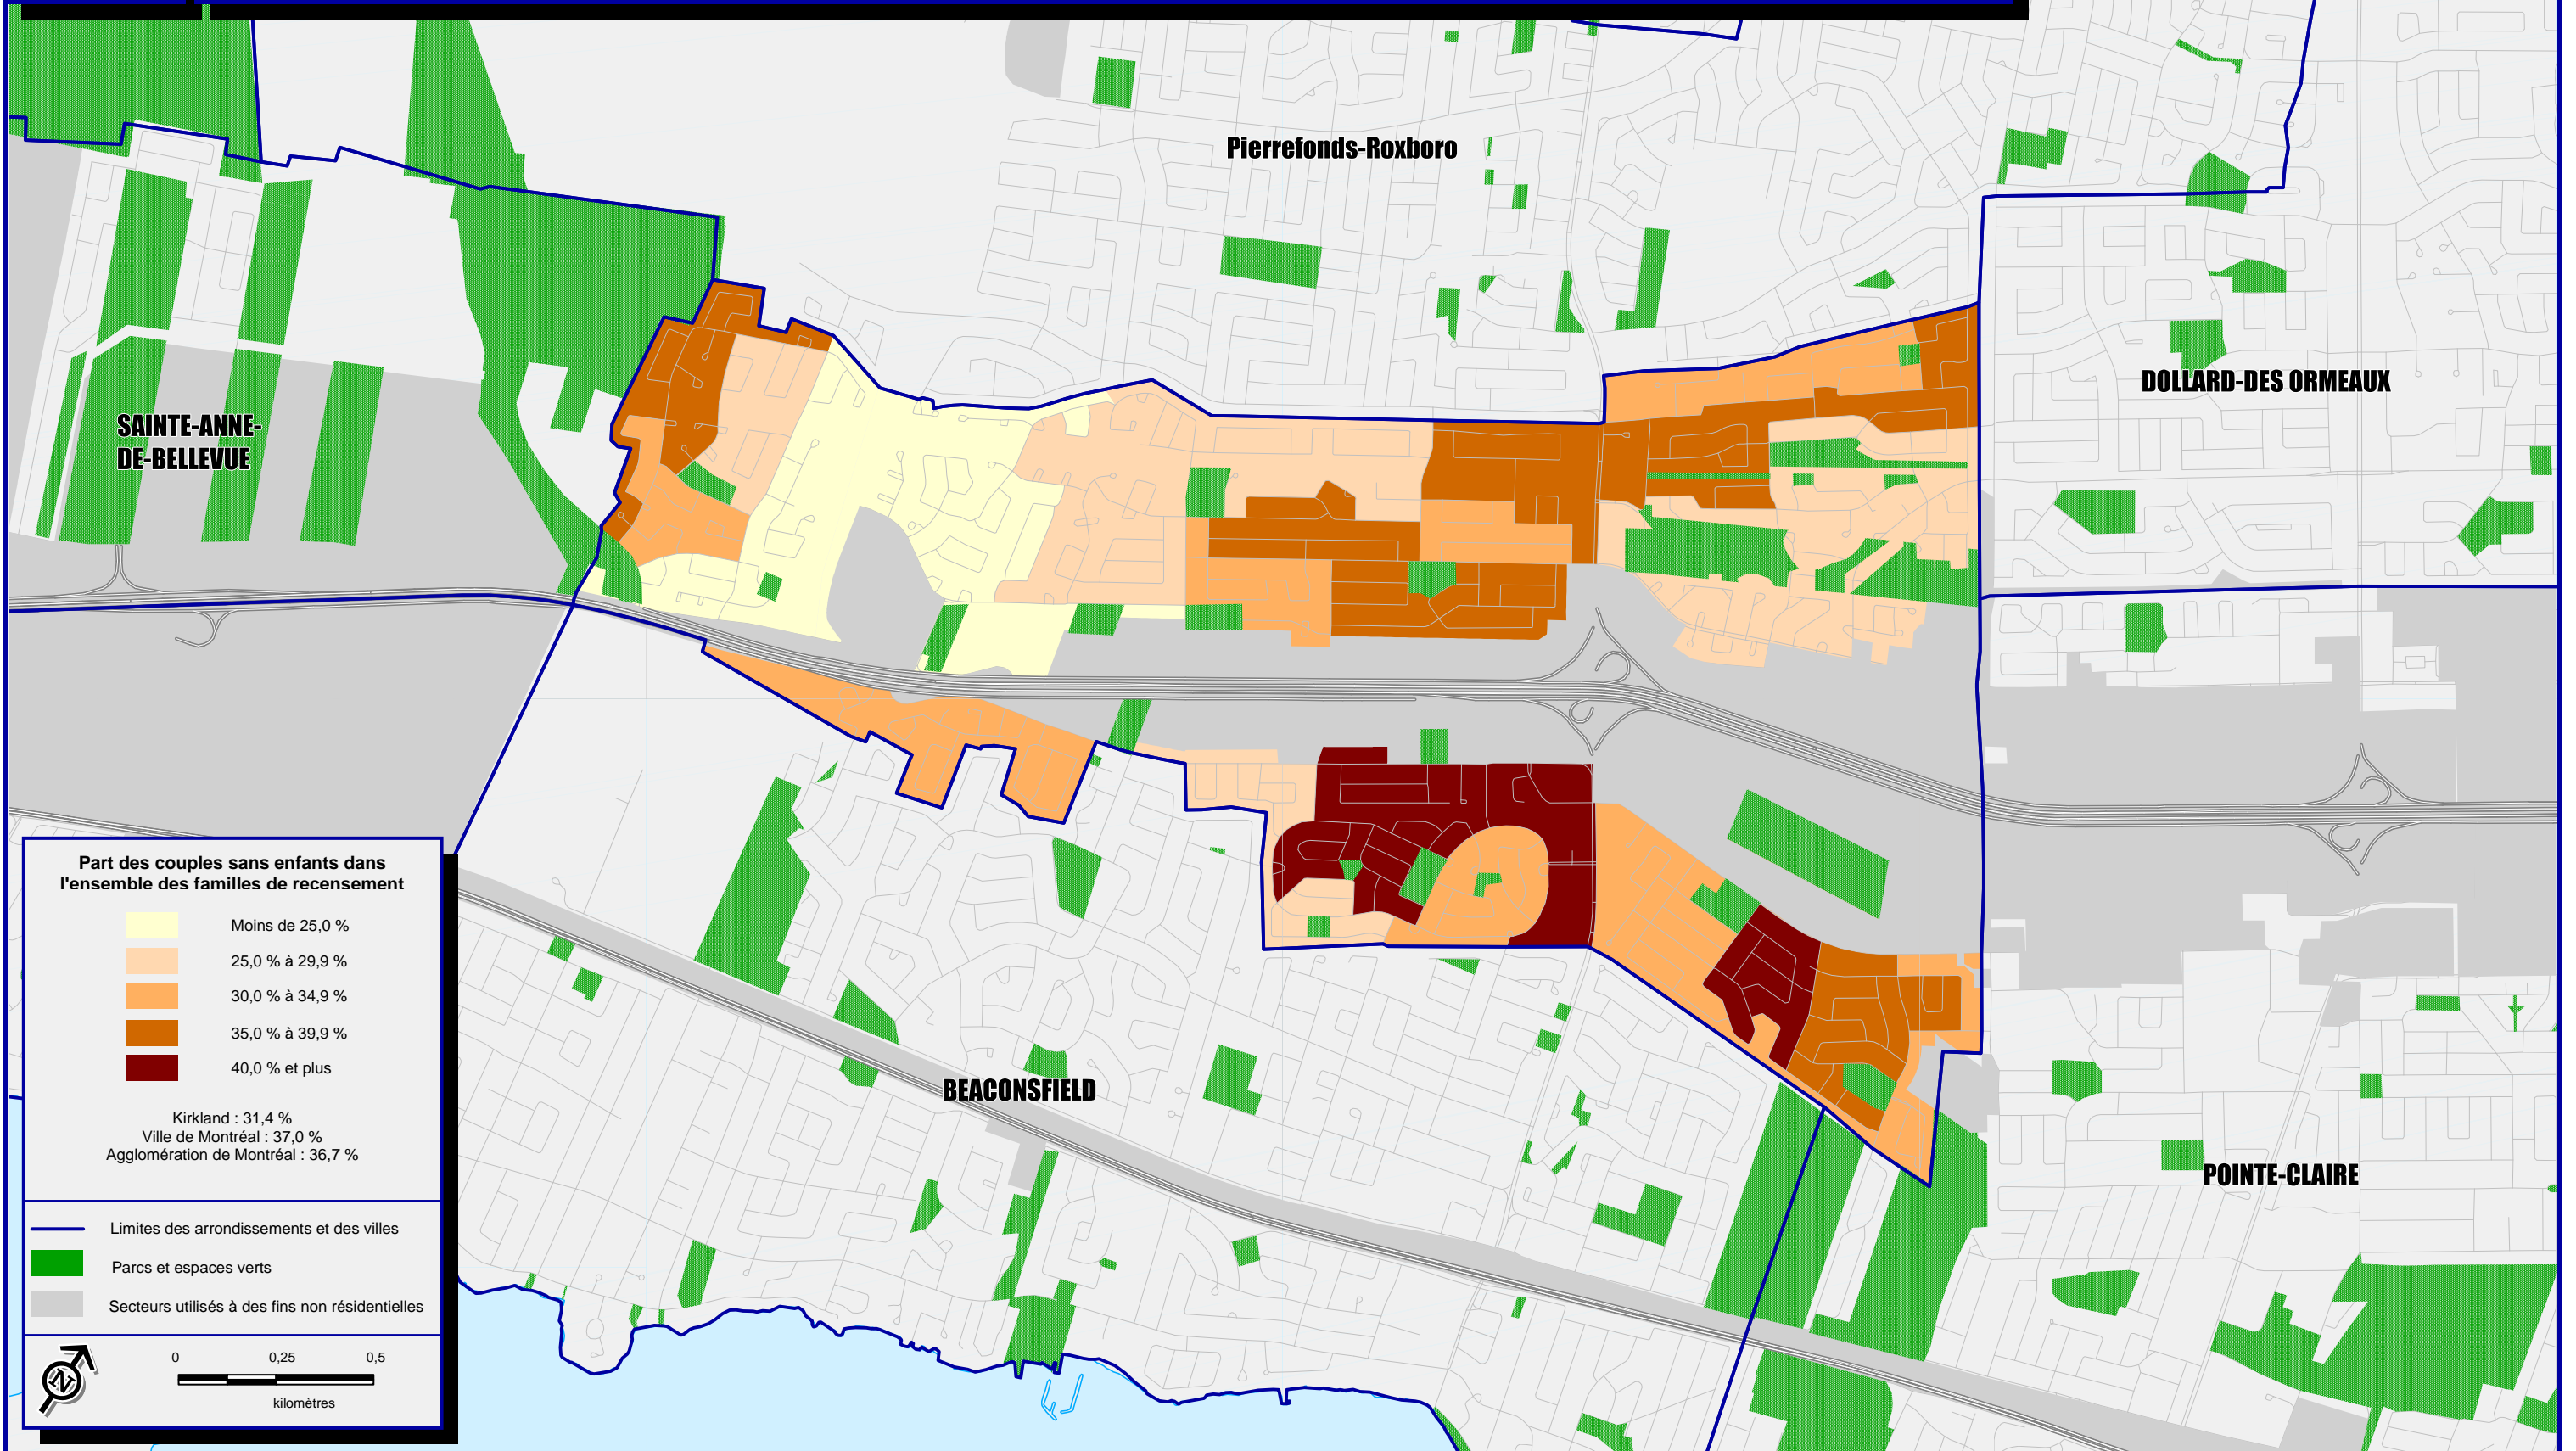 Pierrefonds-Roxboro
DOLLARD-DES ORMEAUX
SAINTE-ANNE-
DE-BELLEVUE
BEACONSFIELD
POINTE-CLAIRE
Part des couples sans enfants dans
l'ensemble des familles de recensement
Moins de 25,0 %
25,0 % à 29,9 %
30,0 % à 34,9 %
35,0 % à 39,9 %
40,0 % et plus
Kirkland : 31,4 %
Ville de Montréal : 37,0 %
Agglomération de Montréal : 36,7 %
Limites des arrondissements et des villes
Parcs et espaces verts
Secteurs utilisés à des fins non résidentielles
N
0 0,25 0,5
kilomètres